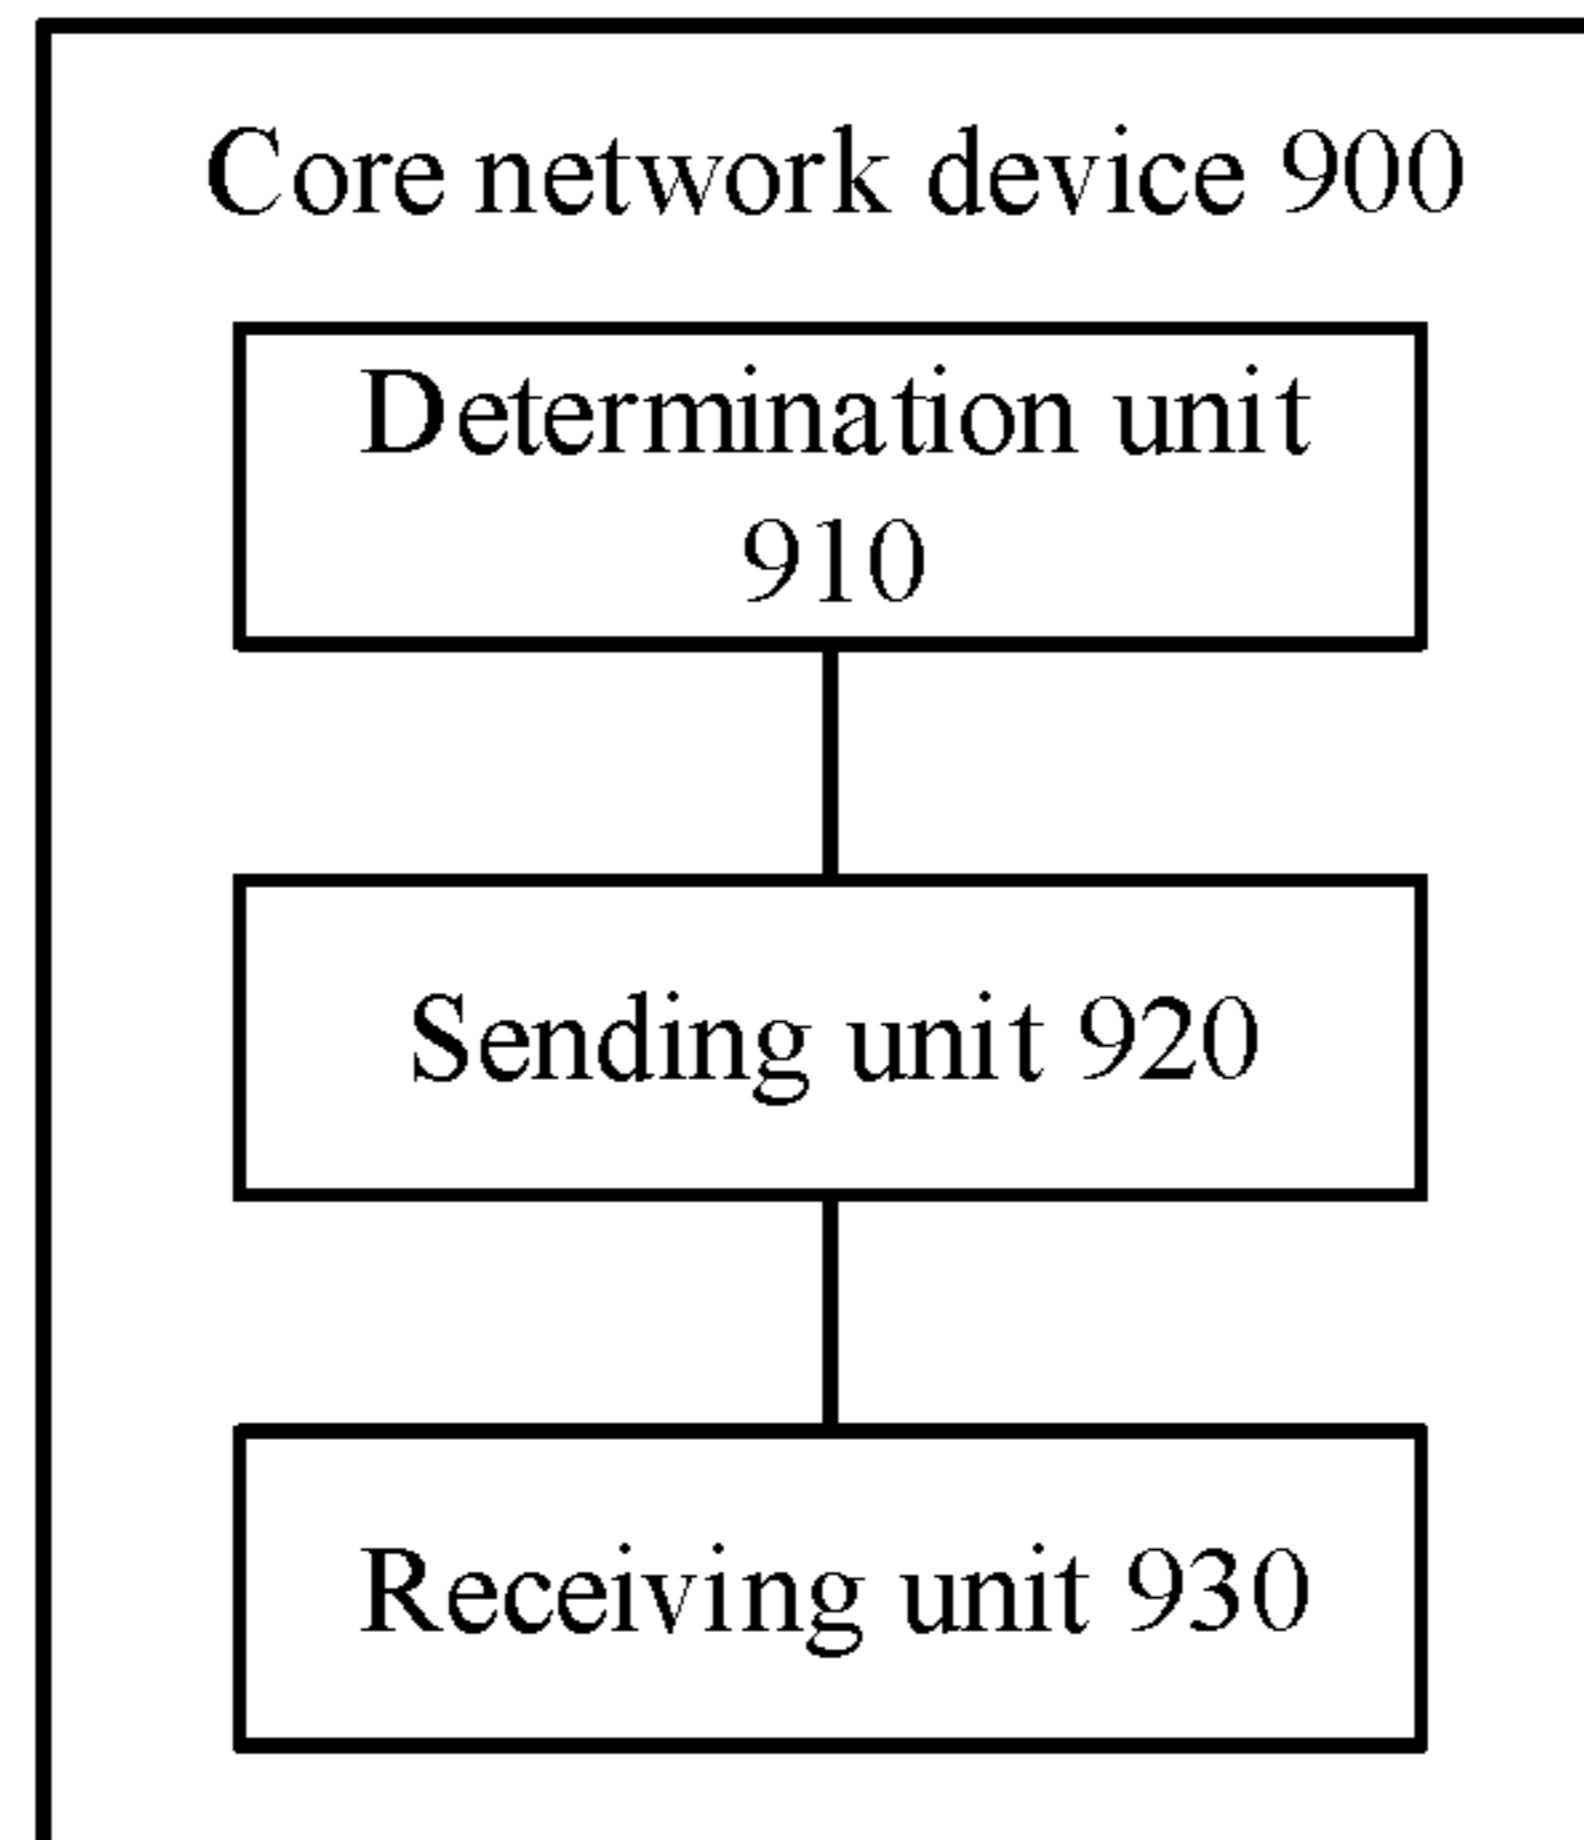 Core network device 900
Determination unit
910
Sending unit 920
Receiving unit 930